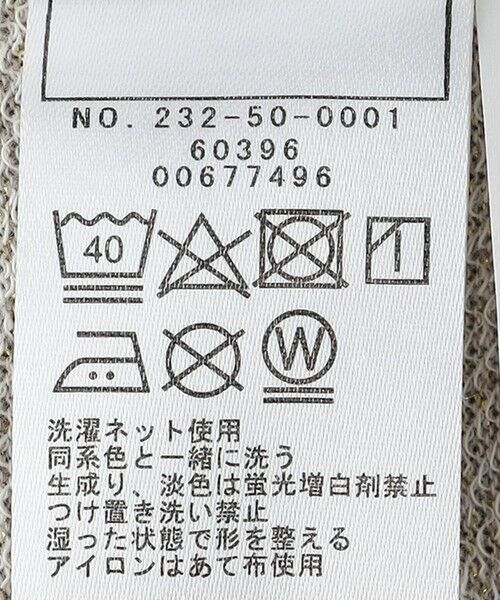 NO. 232-50-0001
60396
00677496
40
W
洗濯ネット使用
同系色と一緒に洗う
生成り、淡色は蛍光増白剤禁止
つけ置き洗い禁止
湿った状態で形を整える
アイロンはあて布使用